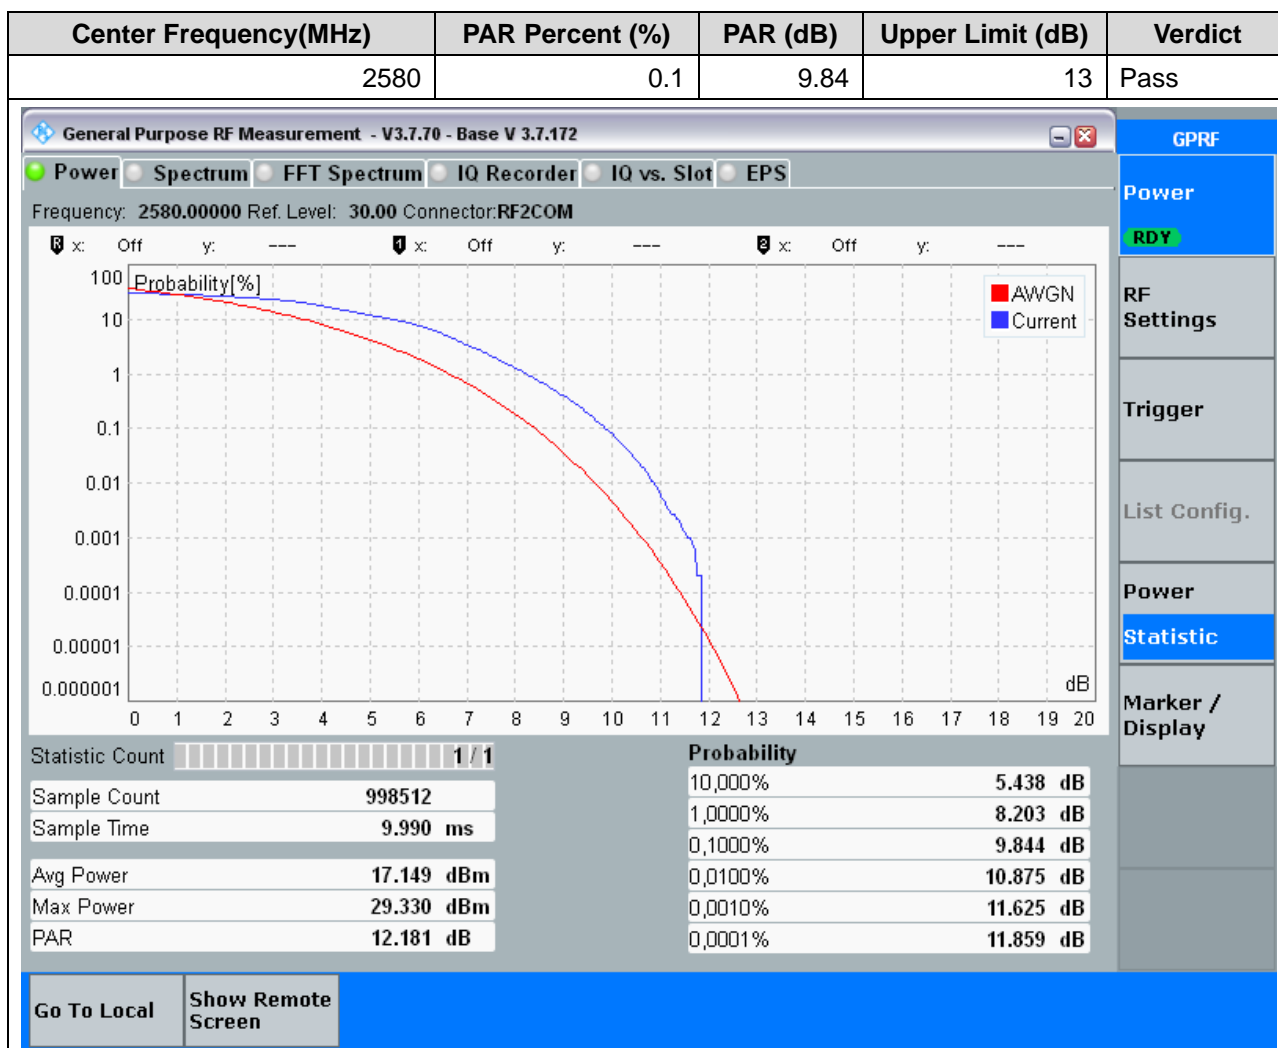 Center Frequency(MHz) PAR Percent (%) PAR (dB) Upper Limit (dB) Verdict
2580 0.1 9.84 13 Pass
General Purpose RF Measurement - V3.7.70 - Base V 3.7.172
GPRF
Power Spectrum FFT Spectrum IQ Recorder IQ vs. Slot EPS
Frequency: 2580.00000 Ref. Level: 30.00 Connector:RF2COM
Power
RDY
R x: Off y: --- 1 x: Off y: --- 2 x: Off y: ---
Probability[%]
100
10
1
0.1
0.01
0.001
0.0001
0.00001
0.000001
AWGN
Current
dB
0 1 2 3 4 5 6 7 8 9 10 11 12 13 14 15 16 17 18 19 20
RF
Settings
Trigger
List Config.
Power
Statistic
Marker /
Display
Statistic Count 1 / 1
Sample Count 998512
Sample Time 9.990 ms
Avg Power 17.149 dBm
Max Power 29.330 dBm
PAR 12.181 dB
Probability
10,000% 5.438 dB
1,0000% 8.203 dB
0,1000% 9.844 dB
0,0100% 10.875 dB
0,0010% 11.625 dB
0,0001% 11.859 dB
Go To Local
Show Remote
Screen